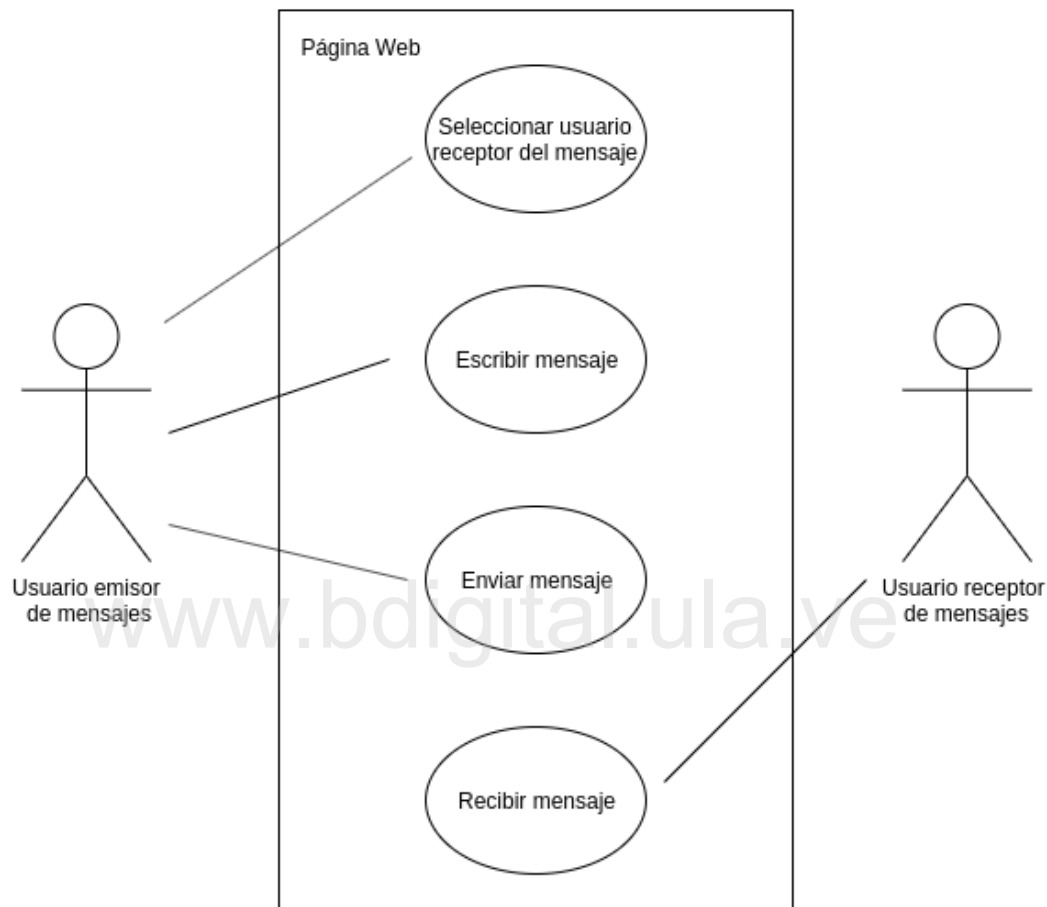 Página Web
Seleccionar usuario
receptor del mensaje
Escribir mensaje
Enviar mensaje
Usuario emisor
de mensajes
Usuario receptor
de mensajes
www.bdigital.ula.ve
Recibir mensaje